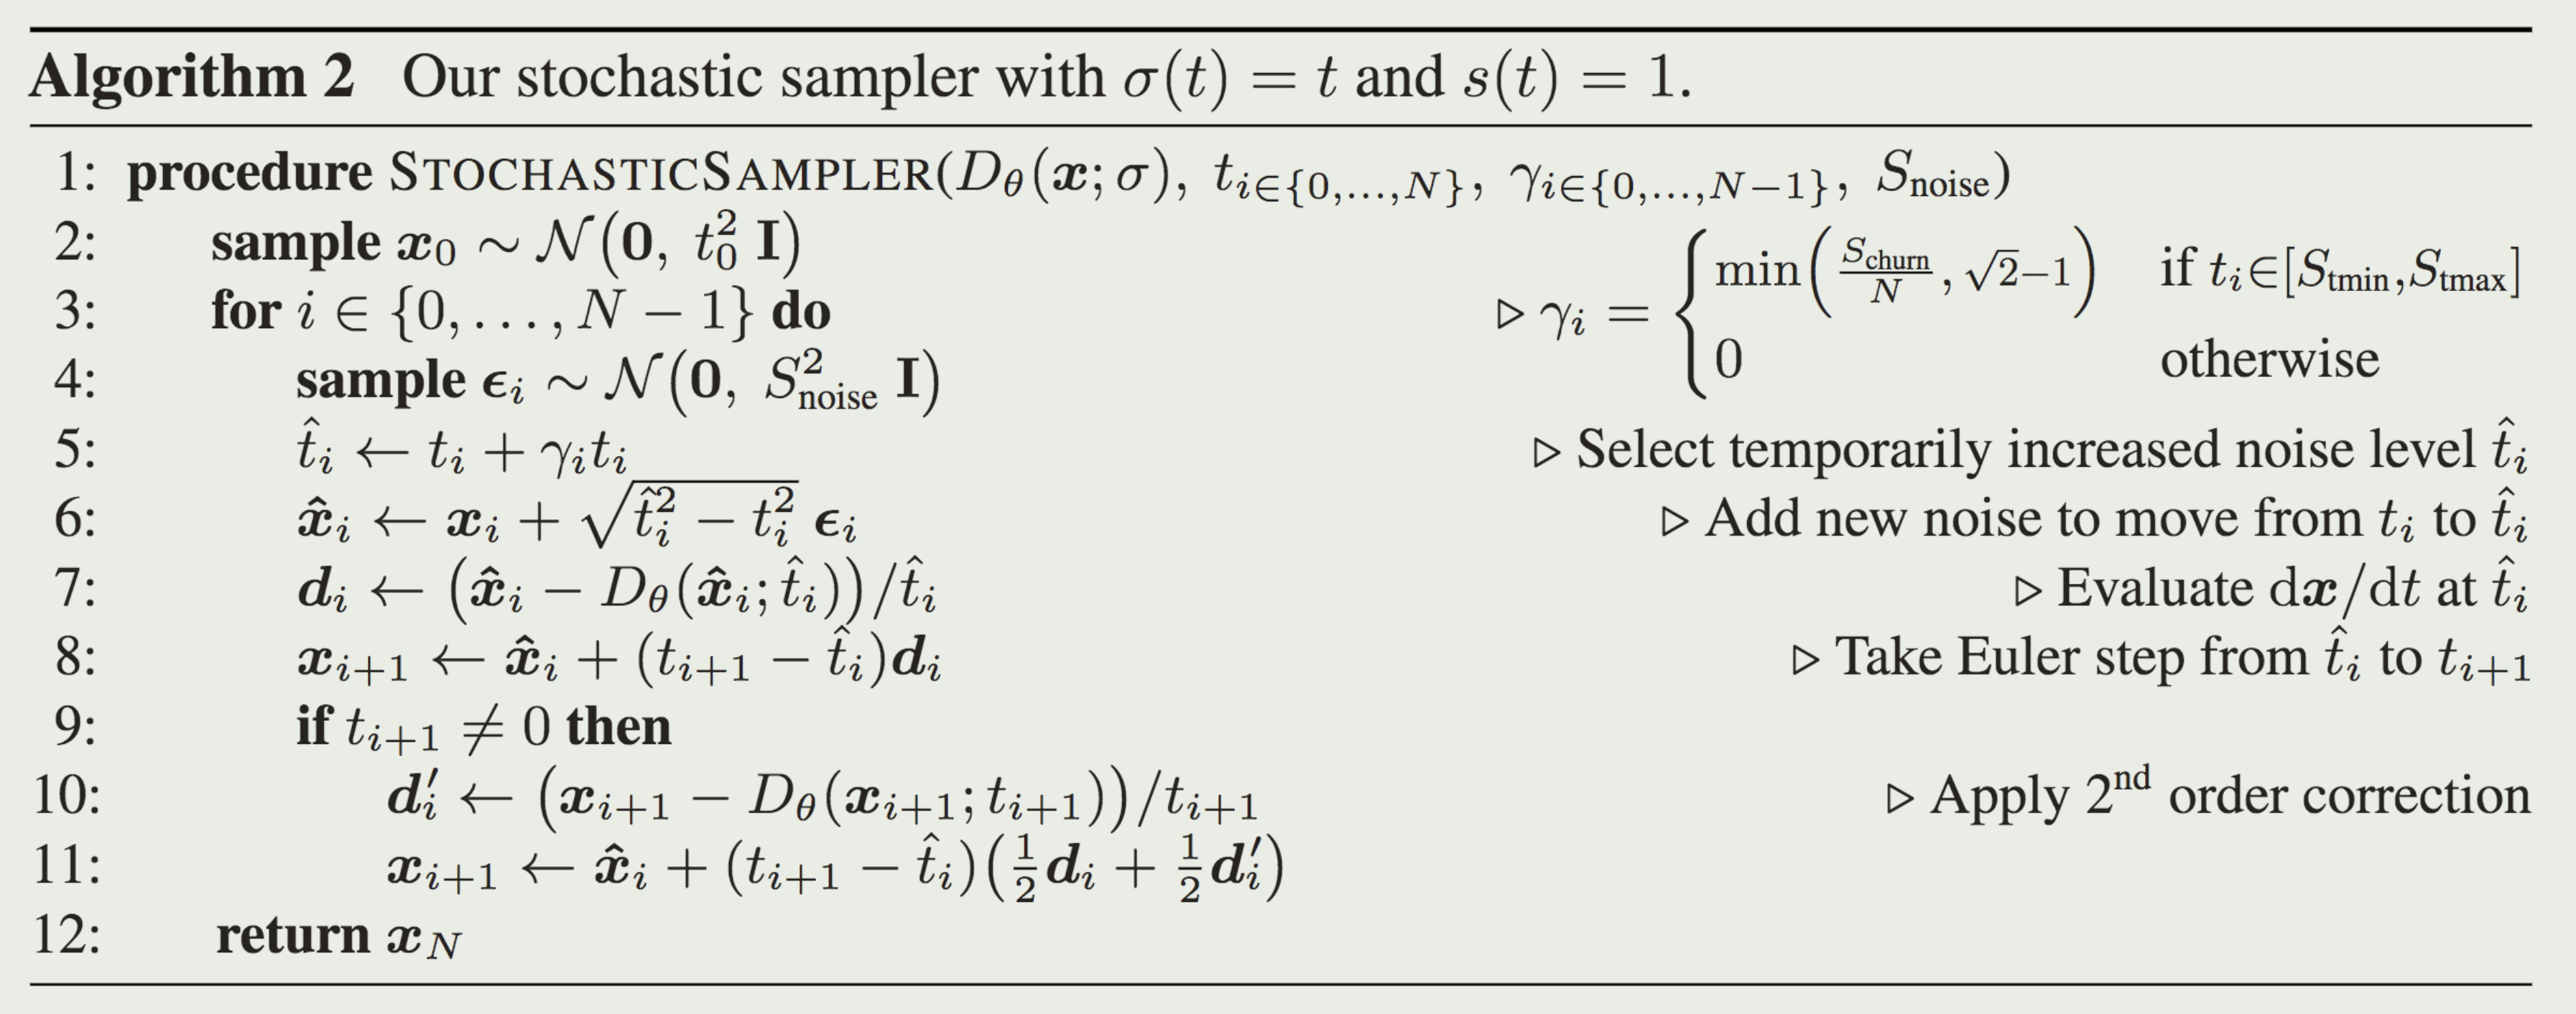 Algorithm 2 Our stochastic sampler with σ(t) = t and s(t) = 1.
1: procedure STOCHASTICSAMPLER(D_θ(x; σ), t_{i∈{0,…,N}}, γ_{i∈{0,…,N−1}}, S_noise)
2: sample x_0 ∼ N(0, t_0^2 I)
3: for i ∈ {0, . . . , N − 1} do ▷ γ_i = { min(S_churn/N, √2−1) if t_i∈[S_tmin,S_tmax]
0 otherwise
4: sample ϵ_i ∼ N(0, S_noise^2 I)
5: t̂_i ← t_i + γ_i t_i ▷ Select temporarily increased noise level t̂_i
6: x̂_i ← x_i + √(t̂_i^2 − t_i^2) ϵ_i ▷ Add new noise to move from t_i to t̂_i
7: d_i ← (x̂_i − D_θ(x̂_i; t̂_i))/t̂_i ▷ Evaluate dx/dt at t̂_i
8: x_{i+1} ← x̂_i + (t_{i+1} − t̂_i)d_i ▷ Take Euler step from t̂_i to t_{i+1}
9: if t_{i+1} ≠ 0 then
10: d′_i ← (x_{i+1} − D_θ(x_{i+1}; t_{i+1}))/t_{i+1} ▷ Apply 2nd order correction
11: x_{i+1} ← x̂_i + (t_{i+1} − t̂_i)(1/2 d_i + 1/2 d′_i)
12: return x_N